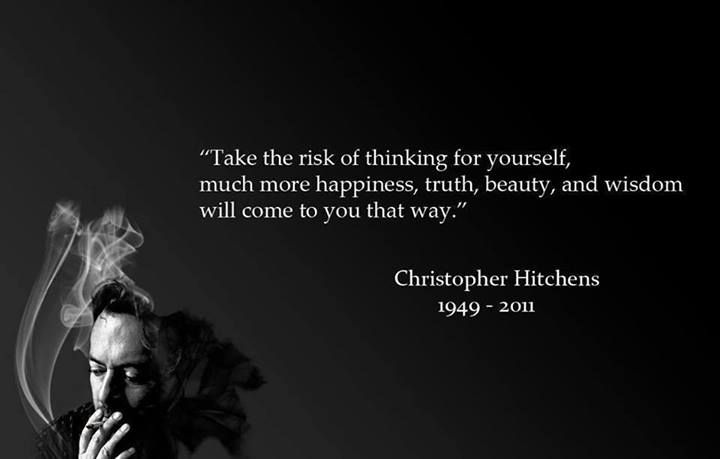 “Take the risk of thinking for yourself,
much more happiness, truth, beauty, and wisdom
will come to you that way.”
Christopher Hitchens
1949 - 2011